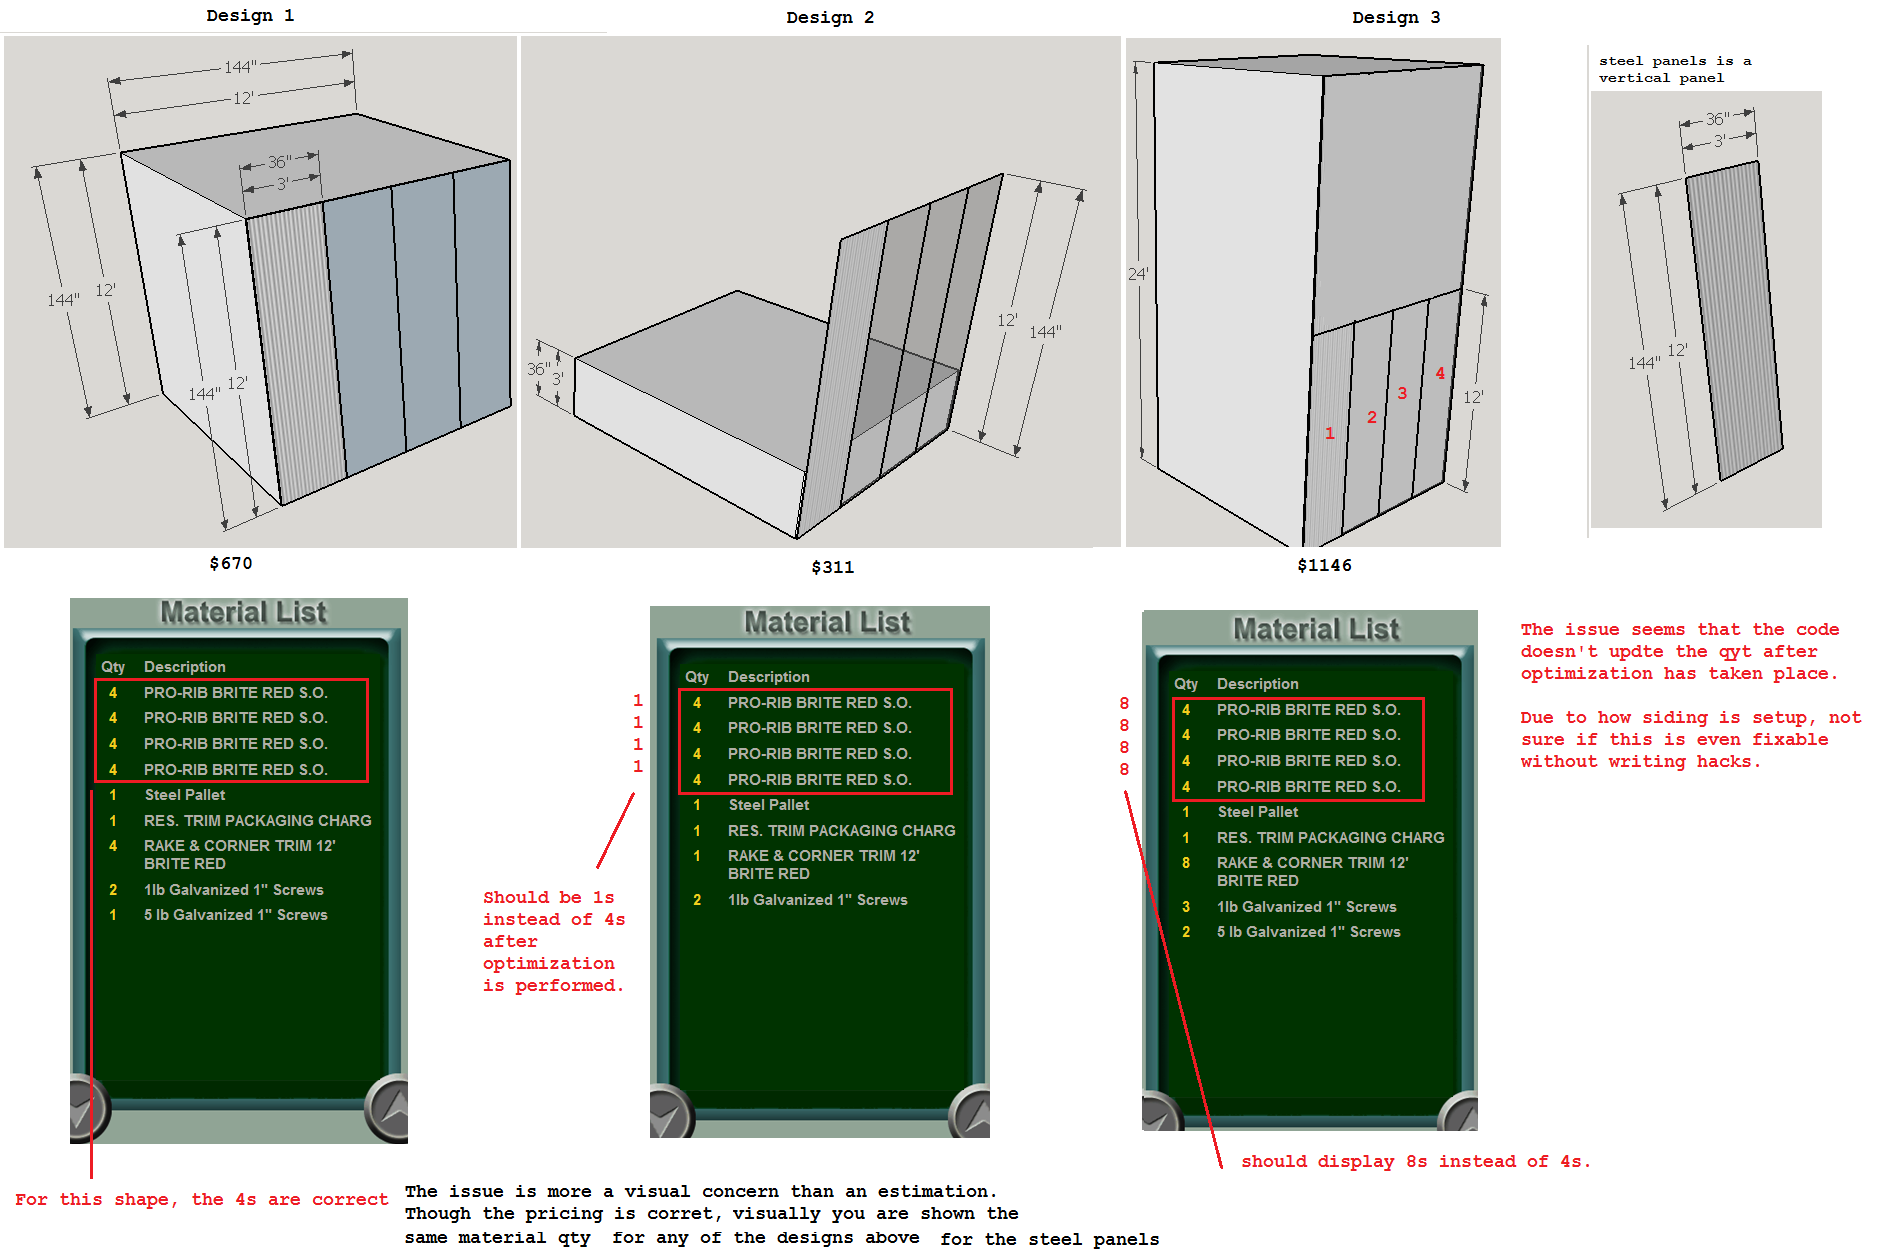 Design 1
Design 2
Design 3
144"
12'
36"
3'
144"
12'
144"
12'
36"
3'
12'
144"
24'
1
2
3
4
12'
steel panels is a
vertical panel
36"
3'
144"
12'
$670
$311
$1146
Material List
Qty Description
4 PRO-RIB BRITE RED S.O.
4 PRO-RIB BRITE RED S.O.
4 PRO-RIB BRITE RED S.O.
4 PRO-RIB BRITE RED S.O.
1 Steel Pallet
1 RES. TRIM PACKAGING CHARG
4 RAKE & CORNER TRIM 12'
BRITE RED
2 1lb Galvanized 1" Screws
1 5 lb Galvanized 1" Screws
For this shape, the 4s are correct
1
1
1
1
Should be 1s
instead of 4s
after
optimization
is performed.
Material List
Qty Description
4 PRO-RIB BRITE RED S.O.
4 PRO-RIB BRITE RED S.O.
4 PRO-RIB BRITE RED S.O.
4 PRO-RIB BRITE RED S.O.
1 Steel Pallet
1 RES. TRIM PACKAGING CHARG
1 RAKE & CORNER TRIM 12'
BRITE RED
2 1lb Galvanized 1" Screws
8
8
8
8
Material List
Qty Description
4 PRO-RIB BRITE RED S.O.
4 PRO-RIB BRITE RED S.O.
4 PRO-RIB BRITE RED S.O.
4 PRO-RIB BRITE RED S.O.
1 Steel Pallet
1 RES. TRIM PACKAGING CHARG
8 RAKE & CORNER TRIM 12'
BRITE RED
3 1lb Galvanized 1" Screws
2 5 lb Galvanized 1" Screws
should display 8s instead of 4s.
The issue seems that the code
doesn't updte the qyt after
optimization has taken place.
Due to how siding is setup, not
sure if this is even fixable
without writing hacks.
The issue is more a visual concern than an estimation.
Though the pricing is corret, visually you are shown the
same material qty for any of the designs above for the steel panels